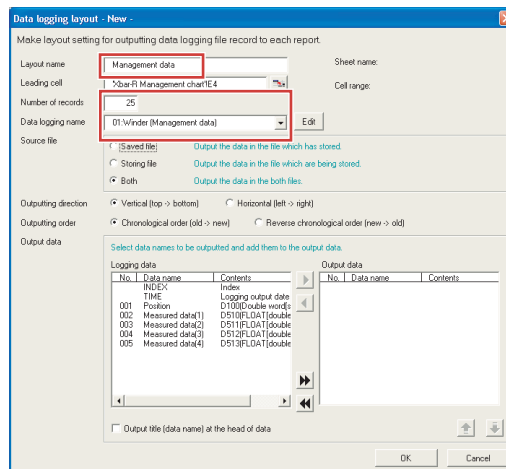 Data logging layout - New -
Make layout setting for outputting data logging file record to each report.
Layout name Management data Sheet name:
Leading cell 'Xbar-R Management chart'!E4 Cell range:
Number of records 25
Data logging name 01:Winder (Management data) Edit
Source file Saved file Output the data in the file which has stored.
Storing file Output the data in the file which are being stored.
Both Output the data in the both files.
Outputting direction Vertical (top -> bottom) Horizontal (left -> right)
Outputting order Chronological order (old -> new) Reverse chronological order (new -> old)
Output data Select data names to be outputted and add them to the output data.
Logging data Output data
No. Data name Contents No. Data name Contents
INDEX Index
TIME Logging output date
001 Position D100[Double word[s
002 Measured data(1) D510[FLOAT[double
003 Measured data(2) D511[FLOAT[double
004 Measured data(3) D512[FLOAT[double
005 Measured data(4) D513[FLOAT[double
Output title (data name) at the head of data
OK Cancel